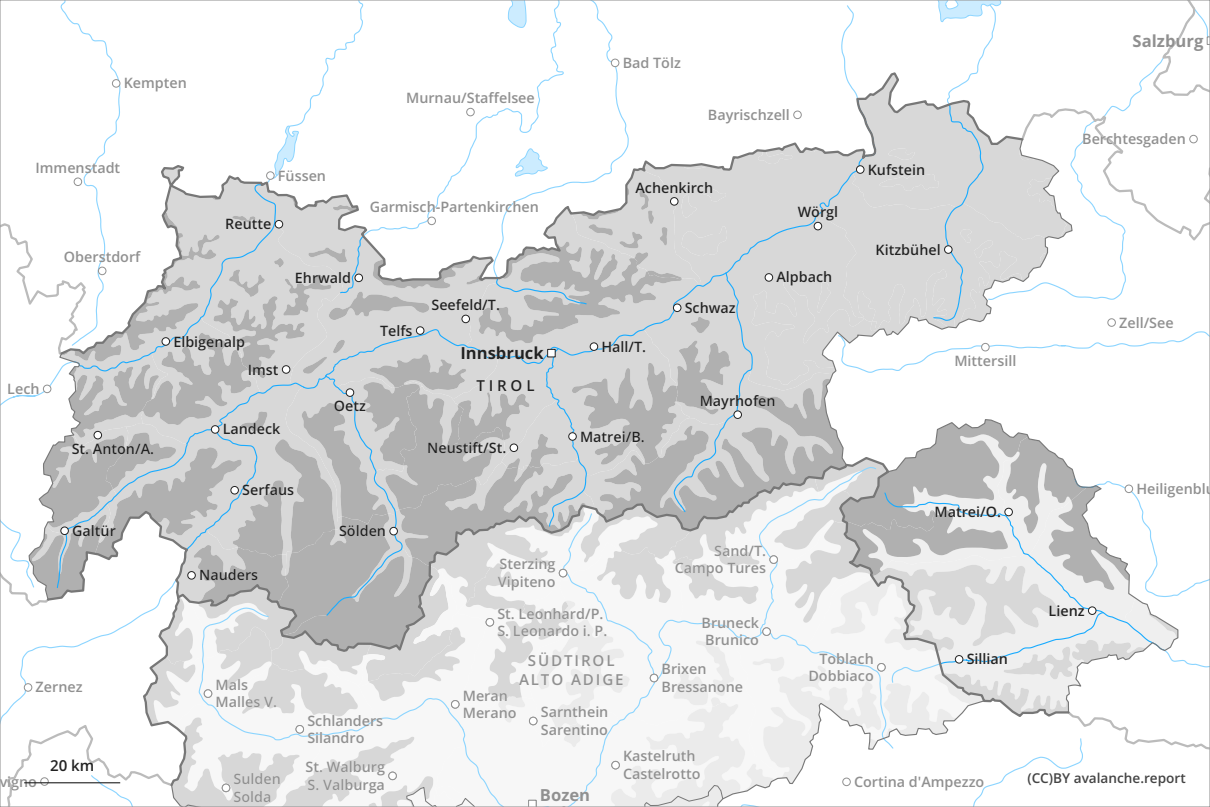 Salzburg
Bad Tölz
Kempten
Murnau/Staffelsee
Bayrischzell
Berchtesgaden
Immenstadt
Füssen
Kufstein
Achenkirch
Garmisch-Partenkirchen
Wörgl
Reutte
Kitzbühel
Oberstdorf
Ehrwald
Alpbach
Seefeld/T.
Schwaz
Zell/See
Telfs
Elbigenalp
Innsbruck
Hall/T.
Mittersill
Imst
TIROL
Lech
Oetz
Mayrhofen
Landeck
Matrei/B.
St. Anton/A.
Neustift/St.
Serfaus
Heiligenblu
Matrei/O.
Galtür
Sölden
Sand/T.
Campo Tures
Sterzing
Vipiteno
Nauders
St. Leonhard/P.
S. Leonardo i. P.
Lienz
Bruneck
Brunico
SÜDTIROL
ALTO ADIGE
Toblach
Dobbiaco
Sillian
Brixen
Bressanone
Zernez
Mals
Malles V.
Meran
Merano
Sarnthein
Sarentino
Schlanders
Silandro
Kastelruth
Castelrotto
St. Walburg
S. Valburga
20 km
vigno
Sulden
Solda
Cortina d'Ampezzo
(CC)BY avalanche.report
Bozen